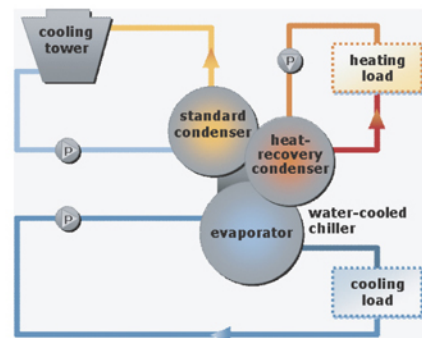 cooling
tower
P
heating
load
standard
condenser
P
heat-
recovery
condenser
P
evaporator
water-cooled
chiller
cooling
load